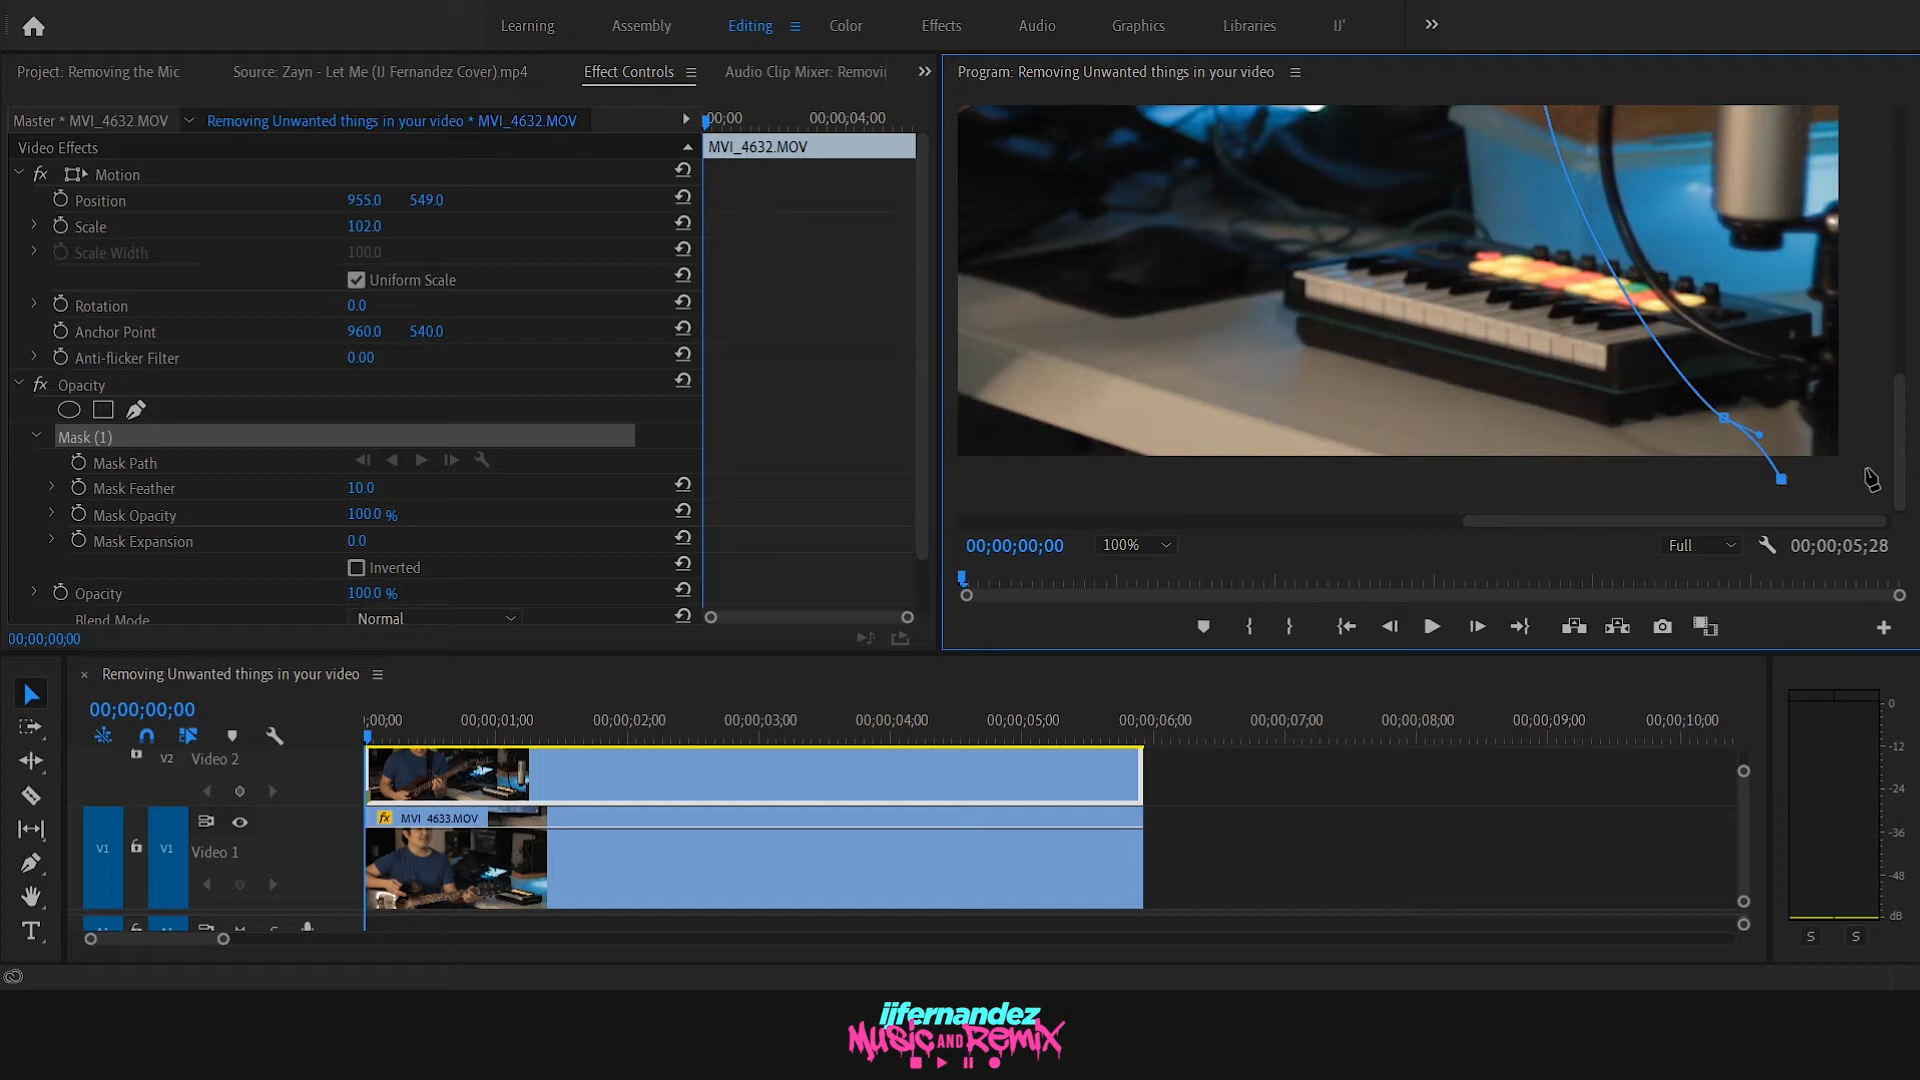 Learning
Assembly
Editing
Color
Effects
Audio
Graphics
Libraries
IJ'
Project: Removing the Mic
Source: Zayn - Let Me (IJ Fernandez Cover).mp4
Effect Controls
Audio Clip Mixer: Removi
Program: Removing Unwanted things in your video
Master * MVI_4632.MOV
Removing Unwanted things in your video * MVI_4632.MOV
00;00
00;00;04;00
Video Effects
MVI_4632.MOV
fx Motion
Position 955.0 549.0
Scale 102.0
Scale Width 100.0
Uniform Scale
Rotation 0.0
Anchor Point 960.0 540.0
Anti-flicker Filter 0.00
fx Opacity
Mask (1)
Mask Path
Mask Feather 10.0
Mask Opacity 100.0 %
Mask Expansion 0.0
Inverted
Opacity 100.0 %
Blend Mode Normal
00;00;00;00
00;00;00;00
100%
Full
00;00;05;28
Removing Unwanted things in your video
00;00;00;00
;00;00
00;00;01;00
00;00;02;00
00;00;03;00
00;00;04;00
00;00;05;00
00;00;06;00
00;00;07;00
00;00;08;00
00;00;09;00
00;00;10;00
V2 Video 2
fx MVI_4633.MOV
V1 V1 Video 1
0
-12
-24
-36
-48
dB
S S
ijfernandez
MUSIC AND REMIX